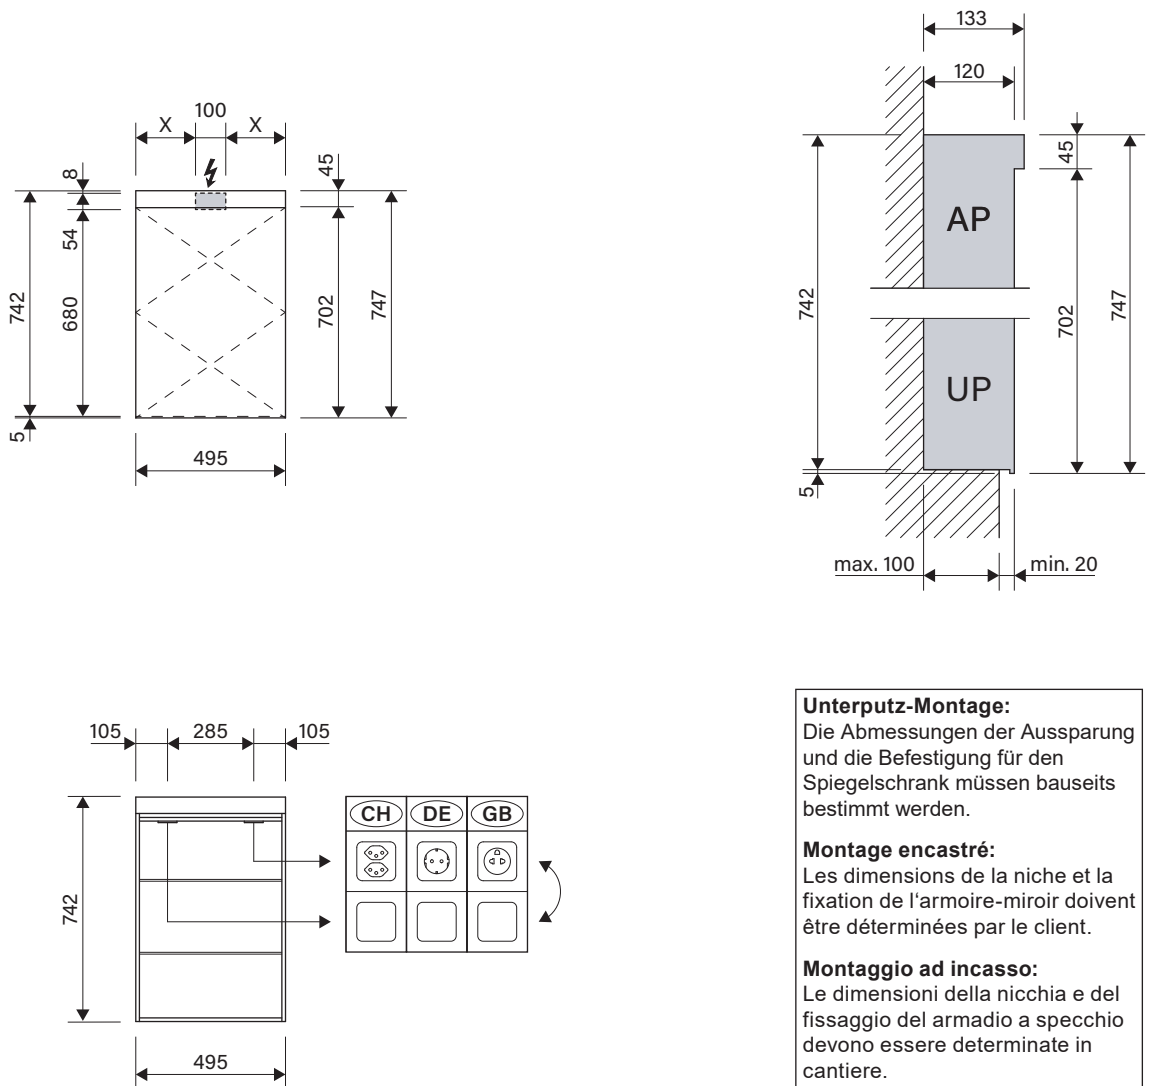 133
120
45
AP
742
702
747
UP
5
max. 100
min. 20
100
X
X
8
45
54
742
680
702
747
5
495
105
285
105
CH
DE
GB
742
495
Unterputz-Montage:
Die Abmessungen der Aussparung
und die Befestigung für den
Spiegelschrank müssen bauseits
bestimmt werden.
Montage encastré:
Les dimensions de la niche et la
fixation de l‘armoire-miroir doivent
être déterminées par le client.
Montaggio ad incasso:
Le dimensioni della nicchia e del
fissaggio del armadio a specchio
devono essere determinate in
cantiere.